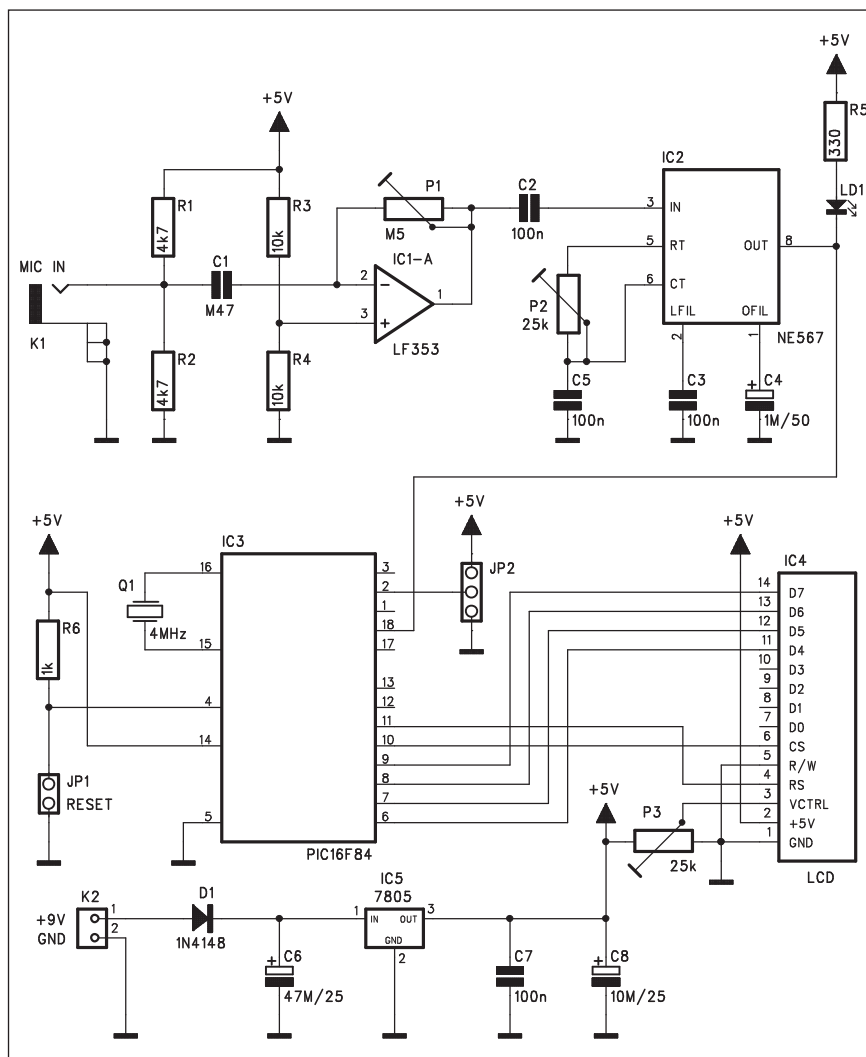 +5V
R5
330
LD1
+5V
R1
4k7
R3
10k
P1
M5
C2
100n
IC2
3
IN
5
RT
6
CT
OUT
8
LFIL
OFIL
2
1
NE567
MIC IN
K1
C1
M47
IC1-A
2
3
1
LF353
P2
25k
R2
4k7
R4
10k
C5
100n
C3
100n
C4
1M/50
+5V
R6
1k
Q1
4MHz
IC3
16
15
4
14
5
3
2
1
18
17
13
12
11
10
9
8
7
6
PIC16F84
+5V
JP2
+5V
IC4
14 D7
13 D6
12 D5
11 D4
10 D3
9 D2
8 D1
7 D0
6 CS
5 R/W
4 RS
3 VCTRL
2 +5V
1 GND
LCD
JP1
RESET
+5V
P3
25k
K2
+9V 1
GND 2
D1
1N4148
IC5
7805
1 IN OUT 3
GND
2
C6
47M/25
C7
100n
C8
10M/25